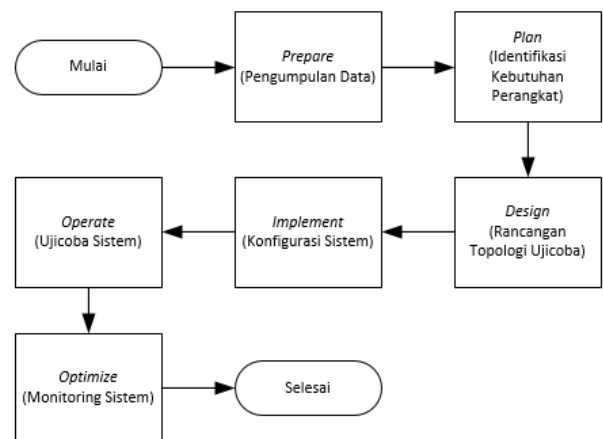 Mulai
Prepare
(Pengumpulan Data)
Plan
(Identifikasi
Kebutuhan
Perangkat)
Design
(Rancangan
Topologi Ujicoba)
Implement
(Konfigurasi Sistem)
Operate
(Ujicoba Sistem)
Optimize
(Monitoring Sistem)
Selesai